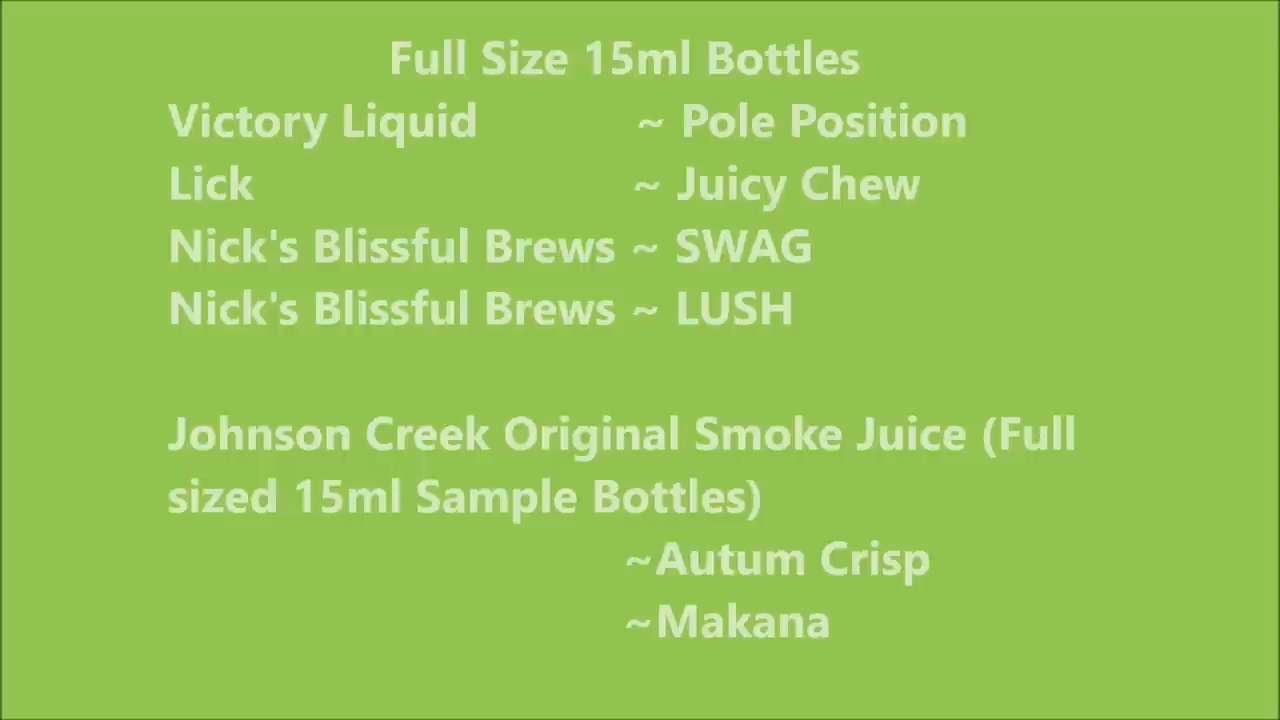 Full Size 15ml Bottles
Victory Liquid ~ Pole Position
Lick ~ Juicy Chew
Nick's Blissful Brews ~ SWAG
Nick's Blissful Brews ~ LUSH
Johnson Creek Original Smoke Juice (Full
sized 15ml Sample Bottles)
~Autum Crisp
~Makana